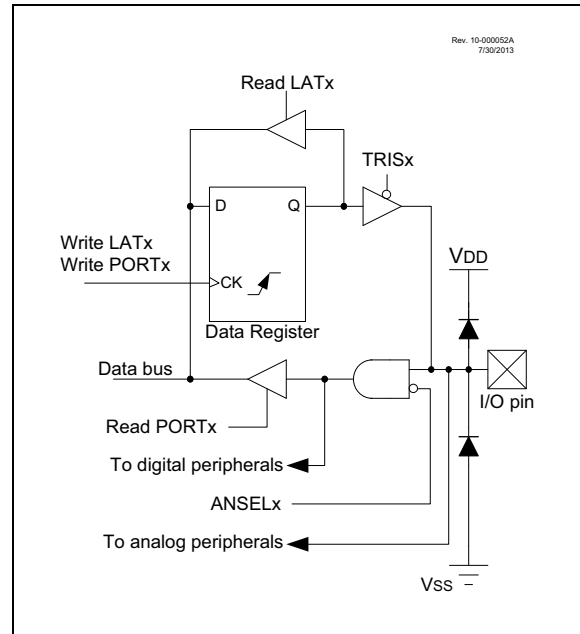 Rev. 10-000052A
7/30/2013
Read LATx
TRISx
D
Q
Write LATx
Write PORTx
CK
VDD
Data Register
Data bus
I/O pin
Read PORTx
To digital peripherals
ANSELx
To analog peripherals
Vss